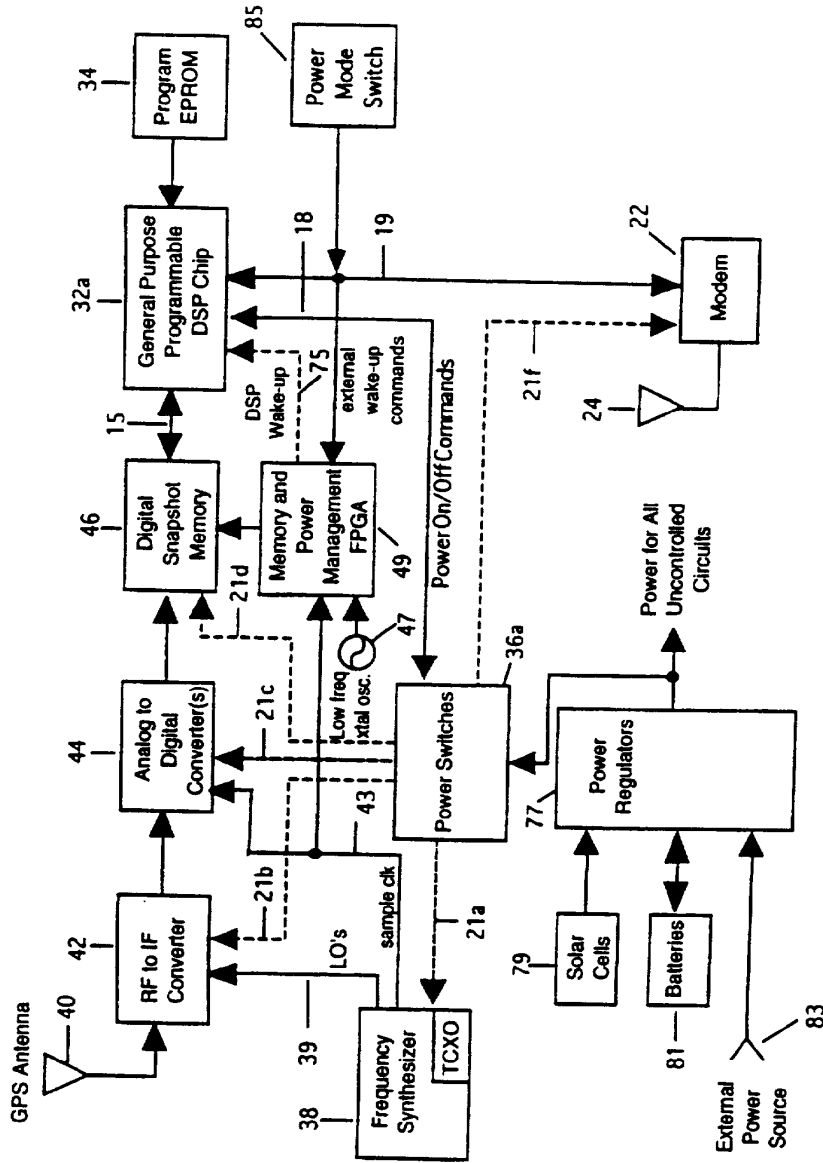 GPS Antenna
40
42
RF to IF
Converter
44
Analog to
Digital
Converter(s)
46
Digital
Snapshot
Memory
15
32a
General Purpose
Programmable
DSP Chip
34
Program
EPROM
85
Power
Mode
Switch
39
LO's
21b
21c
21d
43
sample clk
38
Frequency
Synthesizer
TCXO
Low freq
xtal osc.
47
Memory and
Power
Management
FPGA
49
DSP
Wake-up
75
external
wake-up
commands
18
19
Power On/Off Commands
21a
Power Switches
36a
21f
22
Modem
24
77
Power
Regulators
Power for All
Uncontrolled
Circuits
79
Solar
Cells
Batteries
81
External
Power
Source
83